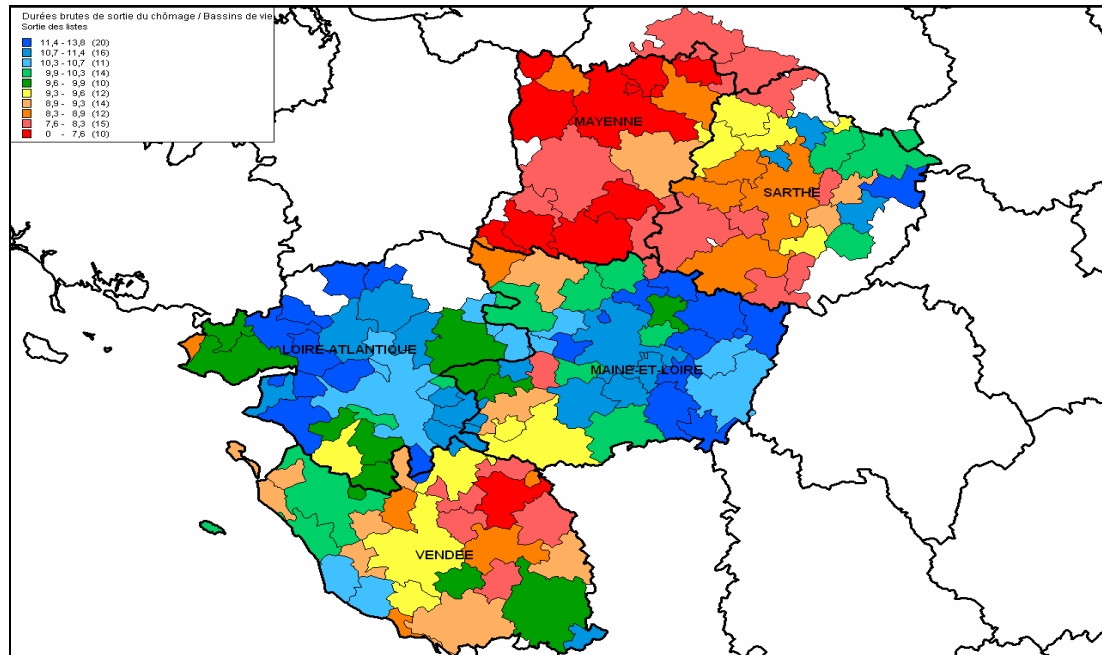 Durées brutes de sortie du chômage / Bassins de vie
Sortie des listes
11,4 - 13,8 (20)
10,7 - 11,4 (16)
10,3 - 10,7 (11)
9,9 - 10,3 (14)
9,6 - 9,9 (10)
9,3 - 9,6 (12)
8,9 - 9,3 (14)
8,3 - 8,9 (12)
7,6 - 8,3 (15)
0 - 7,6 (10)
MAYENNE
SARTHE
LOIRE-ATLANTIQUE
MAINE-ET-LOIRE
VENDEE